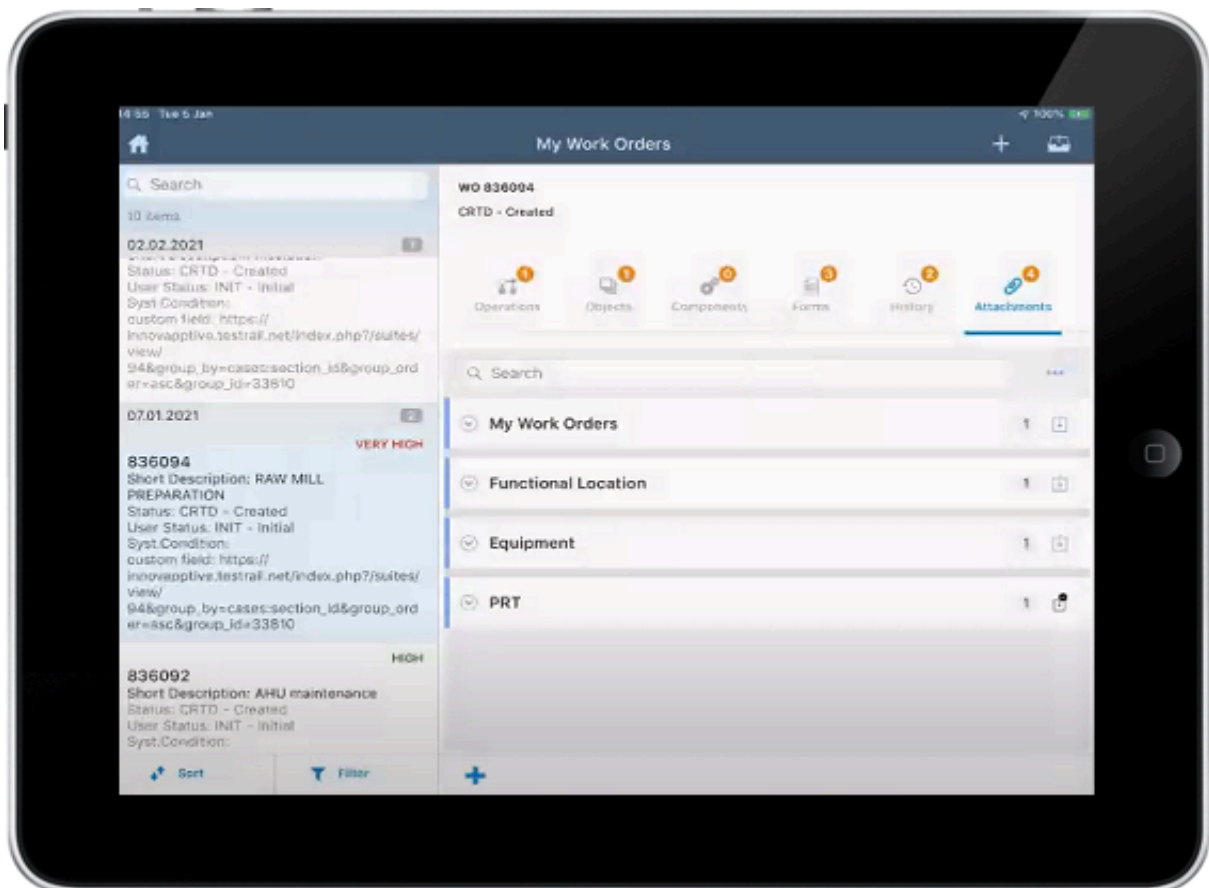 14:55 Tue 5 Jan
100%
My Work Orders
Search
10 items
02.02.2021
Status: CRTD - Created
User Status: INIT - Initial
Syst.Condition:
custom field: https://
innovapptive.testrail.net/index.php?/suites/
view/
94&group_by=cases:section_id&group_ord
er=asc&group_id=33810
07.01.2021
2
VERY HIGH
836094
Short Description: RAW MILL
PREPARATION
Status: CRTD - Created
User Status: INIT - Initial
Syst.Condition:
custom field: https://
innovapptive.testrail.net/index.php?/suites/
view/
94&group_by=cases:section_id&group_ord
er=asc&group_id=33810
HIGH
836092
Short Description: AHU maintenance
Status: CRTD - Created
User Status: INIT - Initial
Syst.Condition:
Sort
Filter
WO 836094
CRTD - Created
1
Operations
1
Objects
0
Components
3
Forms
2
History
4
Attachments
Search
My Work Orders 1
Functional Location 1
Equipment 1
PRT 1